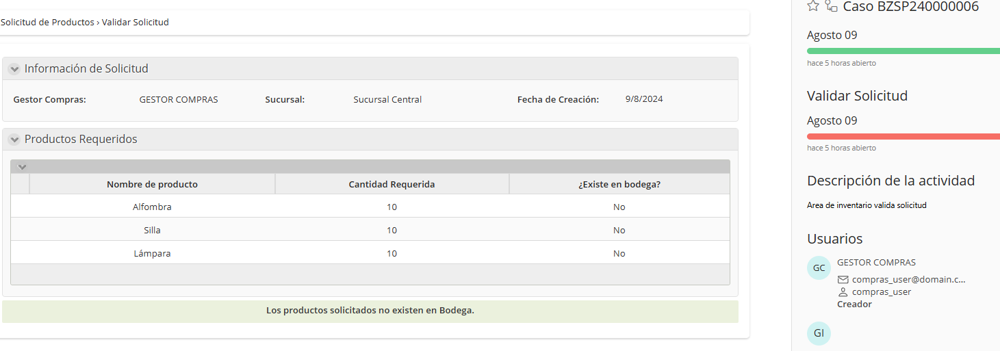 Solicitud de Productos › Validar Solicitud
Información de Solicitud
Gestor Compras: GESTOR COMPRAS Sucursal: Sucursal Central Fecha de Creación: 9/8/2024
Productos Requeridos
Nombre de producto Cantidad Requerida ¿Existe en bodega?
Alfombra 10 No
Silla 10 No
Lámpara 10 No
Los productos solicitados no existen en Bodega.
Caso BZSP240000006
Agosto 09
hace 5 horas abierto
Validar Solicitud
Agosto 09
hace 5 horas abierto
Descripción de la actividad
Area de inventario valida solicitud
Usuarios
GC GESTOR COMPRAS
compras_user@domain.c...
compras_user
Creador
GI